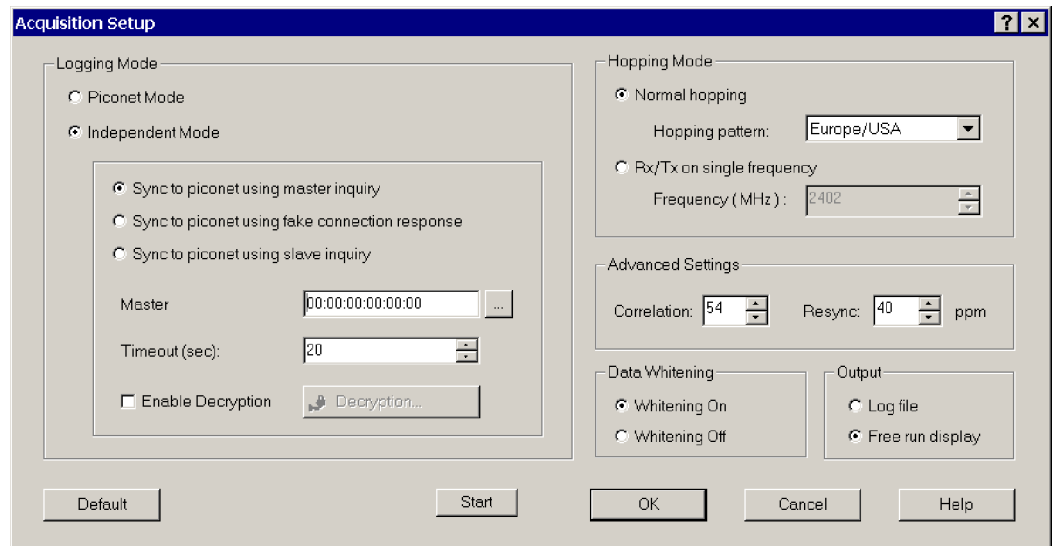 Acquisition Setup
Logging Mode
Piconet Mode
Independent Mode
Sync to piconet using master inquiry
Sync to piconet using fake connection response
Sync to piconet using slave inquiry
Master 00:00:00:00:00:00 ...
Timeout (sec): 20
Enable Decryption Decryption...
Hopping Mode
Normal hopping
Hopping pattern: Europe/USA
Rx/Tx on single frequency
Frequency ( MHz ) : 2402
Advanced Settings
Correlation: 54 Resync: 40 ppm
Data Whitening
Whitening On
Whitening Off
Output
Log file
Free run display
Default Start OK Cancel Help